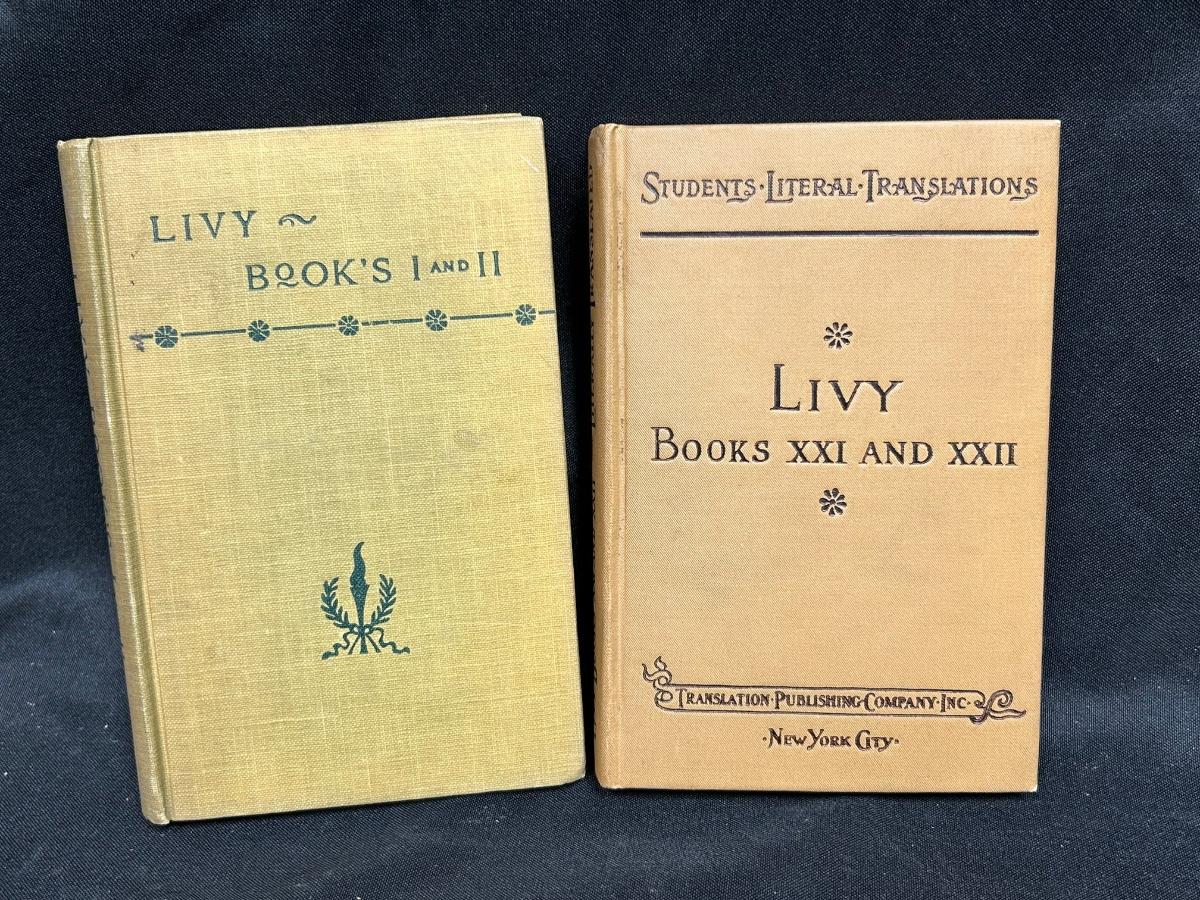 LIVY
BOOK'S I AND II
STUDENTS·LITERAL·TRANSLATIONS
LIVY
BOOKS XXI AND XXII
TRANSLATION·PUBLISHING·COMPANY·INC·
·NEW YORK CITY·